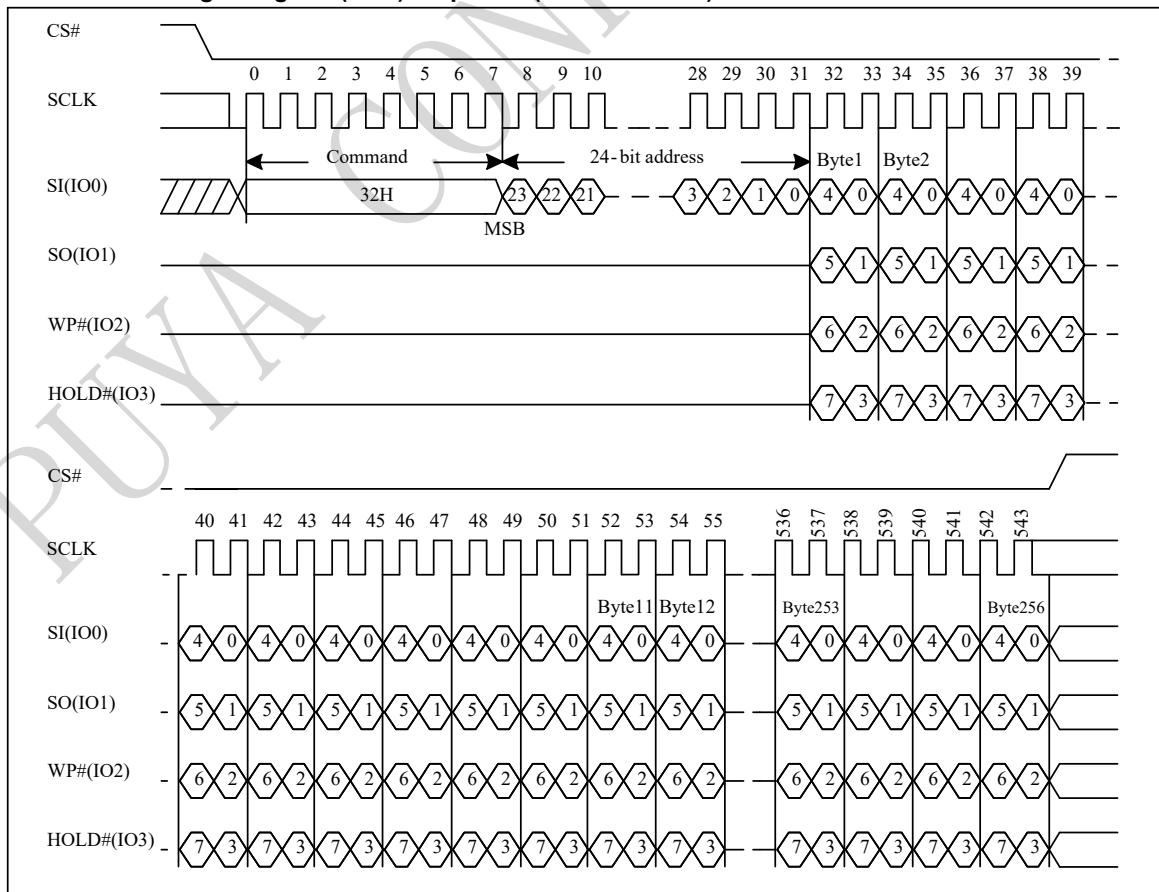 CS#
0 1 2 3 4 5 6 7 8 9 10 28 29 30 31 32 33 34 35 36 37 38 39
SCLK
Command 24-bit address Byte1 Byte2
SI(IO0) 32H 23 22 21 3 2 1 0 4 0 4 0 4 0 4 0
MSB
SO(IO1) 5 1 5 1 5 1 5 1
WP#(IO2) 6 2 6 2 6 2 6 2
HOLD#(IO3) 7 3 7 3 7 3 7 3
CS#
40 41 42 43 44 45 46 47 48 49 50 51 52 53 54 55 536 537 538 539 540 541 542 543
SCLK
Byte11 Byte12 Byte253 Byte256
SI(IO0) 4 0 4 0 4 0 4 0 4 0 4 0 4 0 4 0 4 0 4 0 4 0 4 0
SO(IO1) 5 1 5 1 5 1 5 1 5 1 5 1 5 1 5 1 5 1 5 1 5 1 5 1
WP#(IO2) 6 2 6 2 6 2 6 2 6 2 6 2 6 2 6 2 6 2 6 2 6 2 6 2
HOLD#(IO3) 7 3 7 3 7 3 7 3 7 3 7 3 7 3 7 3 7 3 7 3 7 3 7 3
PUYA